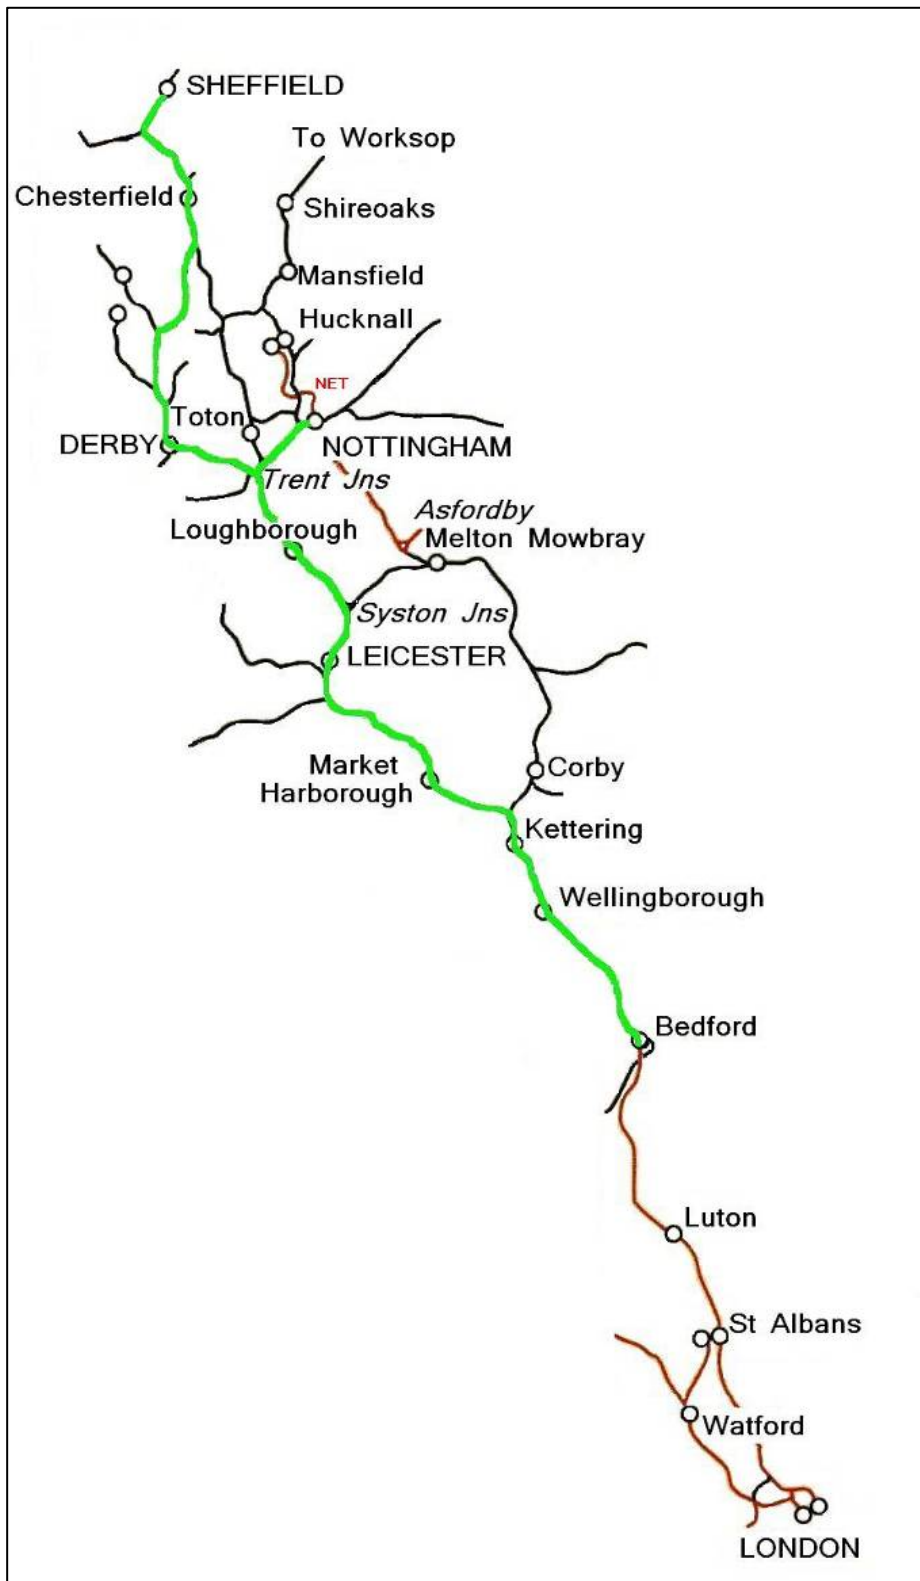 SHEFFIELD
To Worksop
Chesterfield
Shireoaks
Mansfield
Hucknall
NET
Toton
DERBY
NOTTINGHAM
Trent Jns
Asfordby
Loughborough
Melton Mowbray
Syston Jns
LEICESTER
Market
Harborough
Corby
Kettering
Wellingborough
Bedford
Luton
St Albans
Watford
LONDON